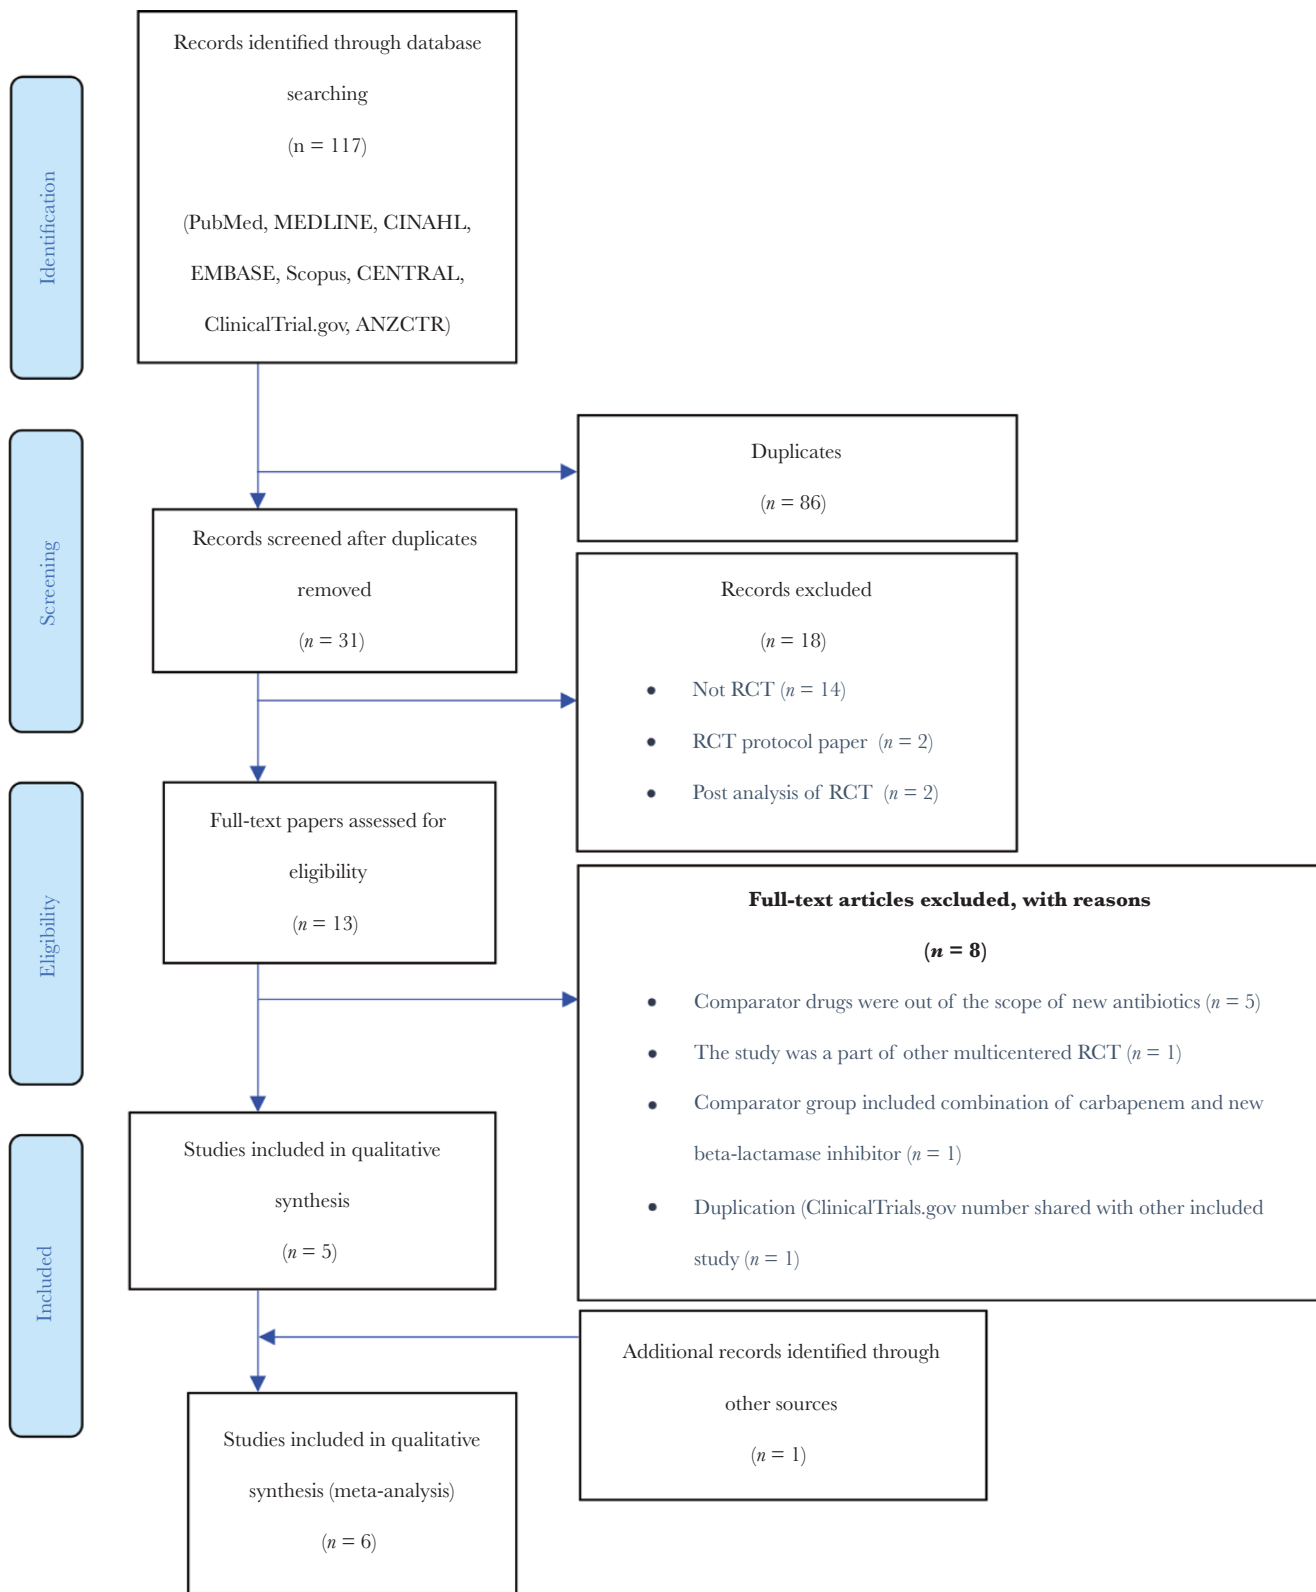 Identification
Records identified through database
searching
(n = 117)
(PubMed, MEDLINE, CINAHL,
EMBASE, Scopus, CENTRAL,
ClinicalTrial.gov, ANZCTR)
Screening
Duplicates
(n = 86)
Records screened after duplicates
removed
(n = 31)
Records excluded
(n = 18)
• Not RCT (n = 14)
• RCT protocol paper (n = 2)
• Post analysis of RCT (n = 2)
Eligibility
Full-text papers assessed for
eligibility
(n = 13)
Full-text articles excluded, with reasons
(n = 8)
• Comparator drugs were out of the scope of new antibiotics (n = 5)
• The study was a part of other multicentered RCT (n = 1)
• Comparator group included combination of carbapenem and new
beta-lactamase inhibitor (n = 1)
• Duplication (ClinicalTrials.gov number shared with other included
study (n = 1)
Included
Studies included in qualitative
synthesis
(n = 5)
Additional records identified through
other sources
(n = 1)
Studies included in qualitative
synthesis (meta-analysis)
(n = 6)